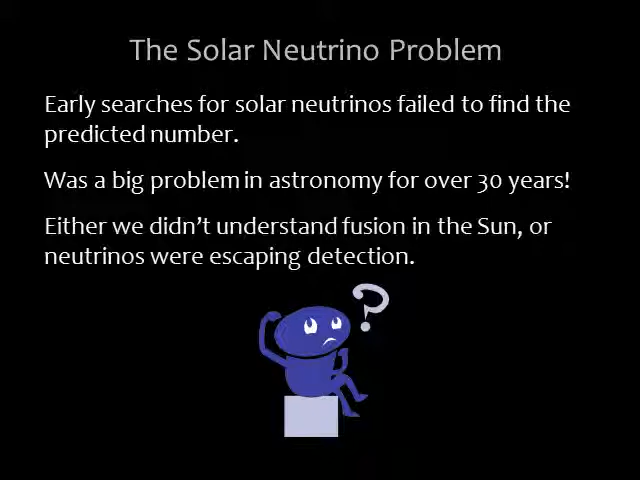 The Solar Neutrino Problem
Early searches for solar neutrinos failed to find the
predicted number.
Was a big problem in astronomy for over 30 years!
Either we didn’t understand fusion in the Sun, or
neutrinos were escaping detection.
?